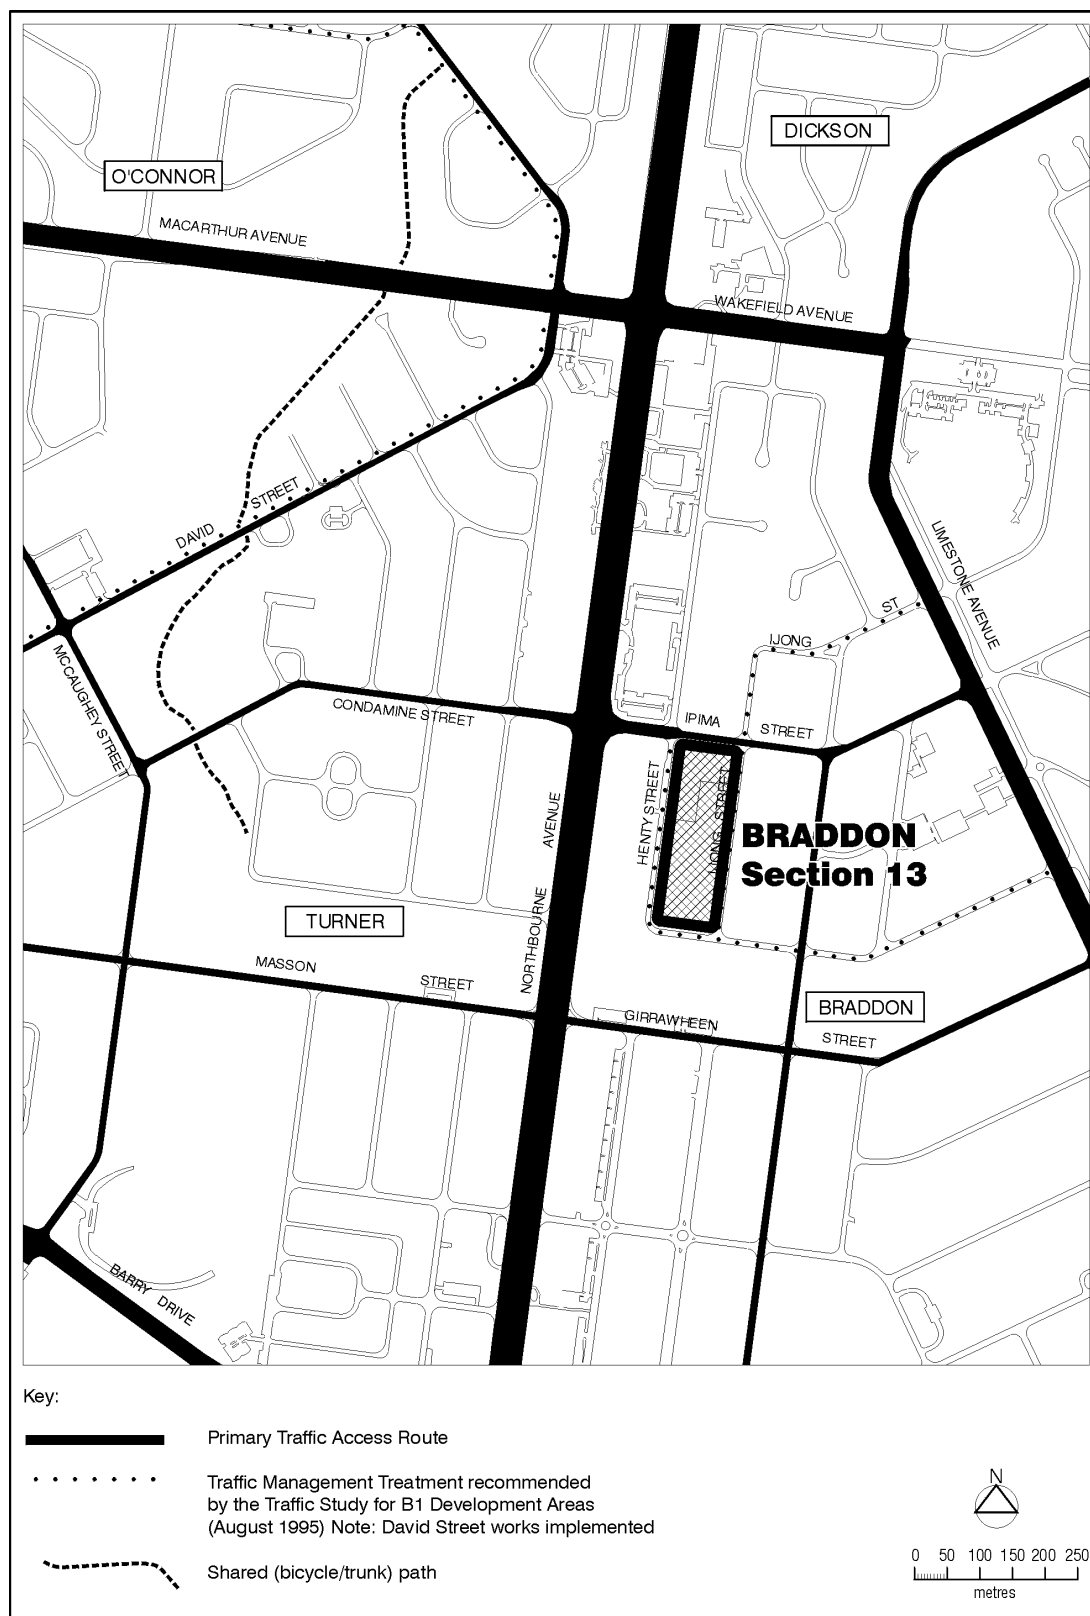 DICKSON
O'CONNOR
MACARTHUR AVENUE
WAKEFIELD AVENUE
DAVID STREET
LIMESTONE AVENUE
IJONG ST
MCCAUGHEY STREET
CONDAMINE STREET
IPIMA STREET
HENTY STREET
IJONG STREET
NORTHBOURNE AVENUE
BRADDON
Section 13
TURNER
MASSON STREET
BRADDON
GIRRAWHEEN STREET
BARRY DRIVE
Key:
Primary Traffic Access Route
Traffic Management Treatment recommended
by the Traffic Study for B1 Development Areas
(August 1995) Note: David Street works implemented
Shared (bicycle/trunk) path
N
0 50 100 150 200 250
metres